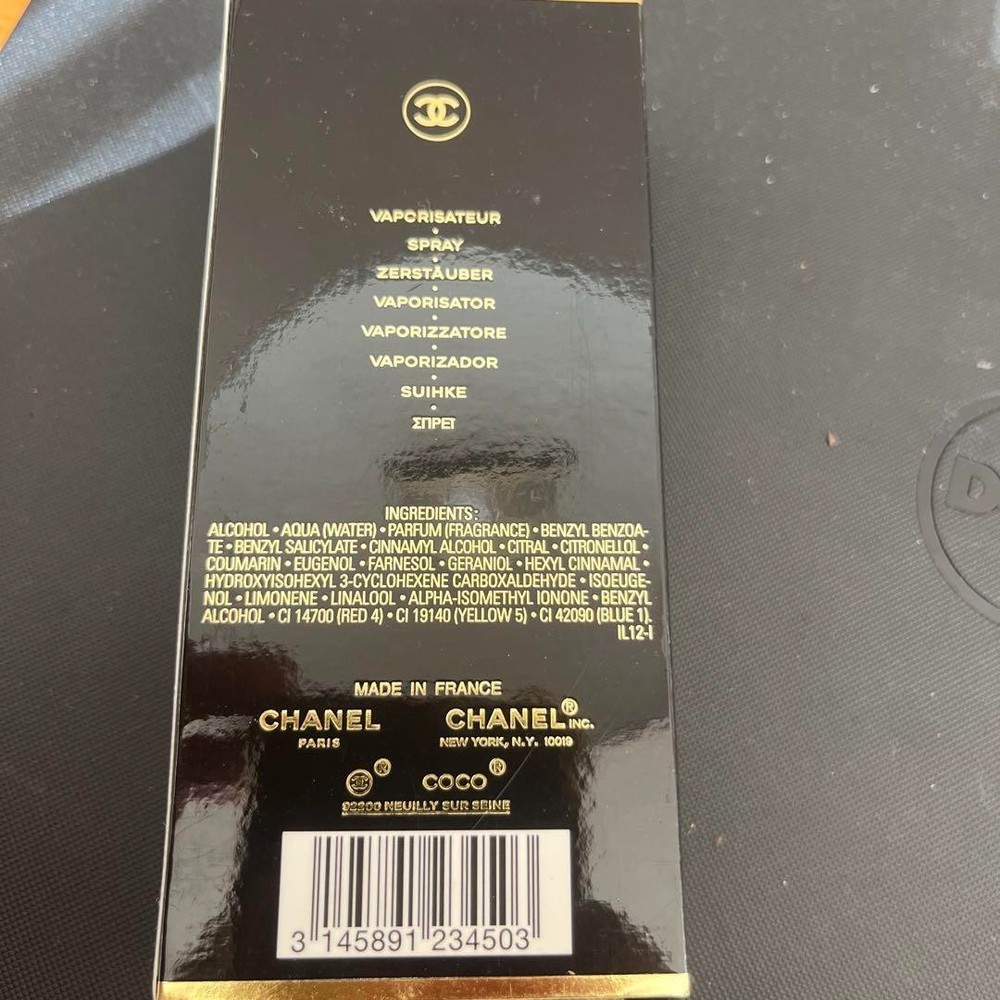 VAPORISATEUR
SPRAY
ZERSTÄUBER
VAPORISATOR
VAPORIZZATORE
VAPORIZADOR
SUIHKE
ΣΠΡΕΪ
INGREDIENTS:
ALCOHOL • AQUA (WATER) • PARFUM (FRAGRANCE) • BENZYL BENZOA-
TE • BENZYL SALICYLATE • CINNAMYL ALCOHOL • CITRAL • CITRONELLOL •
COUMARIN • EUGENOL • FARNESOL • GERANIOL • HEXYL CINNAMAL •
HYDROXYISOHEXYL 3-CYCLOHEXENE CARBOXALDEHYDE • ISOEUGE-
NOL • LIMONENE • LINALOOL • ALPHA-ISOMETHYL IONONE • BENZYL
ALCOHOL • CI 14700 (RED 4) • CI 19140 (YELLOW 5) • CI 42090 (BLUE 1).
IL12-I
MADE IN FRANCE
CHANEL CHANEL® INC.
PARIS NEW YORK, N.Y. 10019
® COCO®
92200 NEUILLY SUR SEINE
3 145891 234503